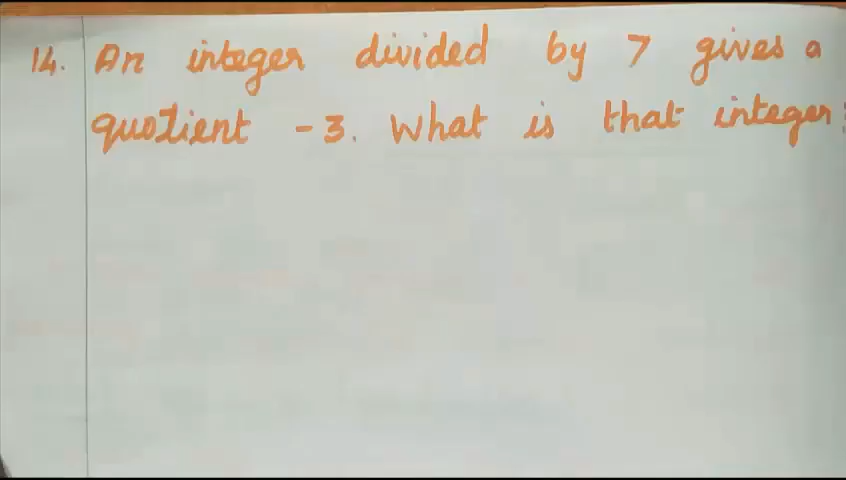 14. An integer divided by 7 gives a
quotient -3. What is that integer?